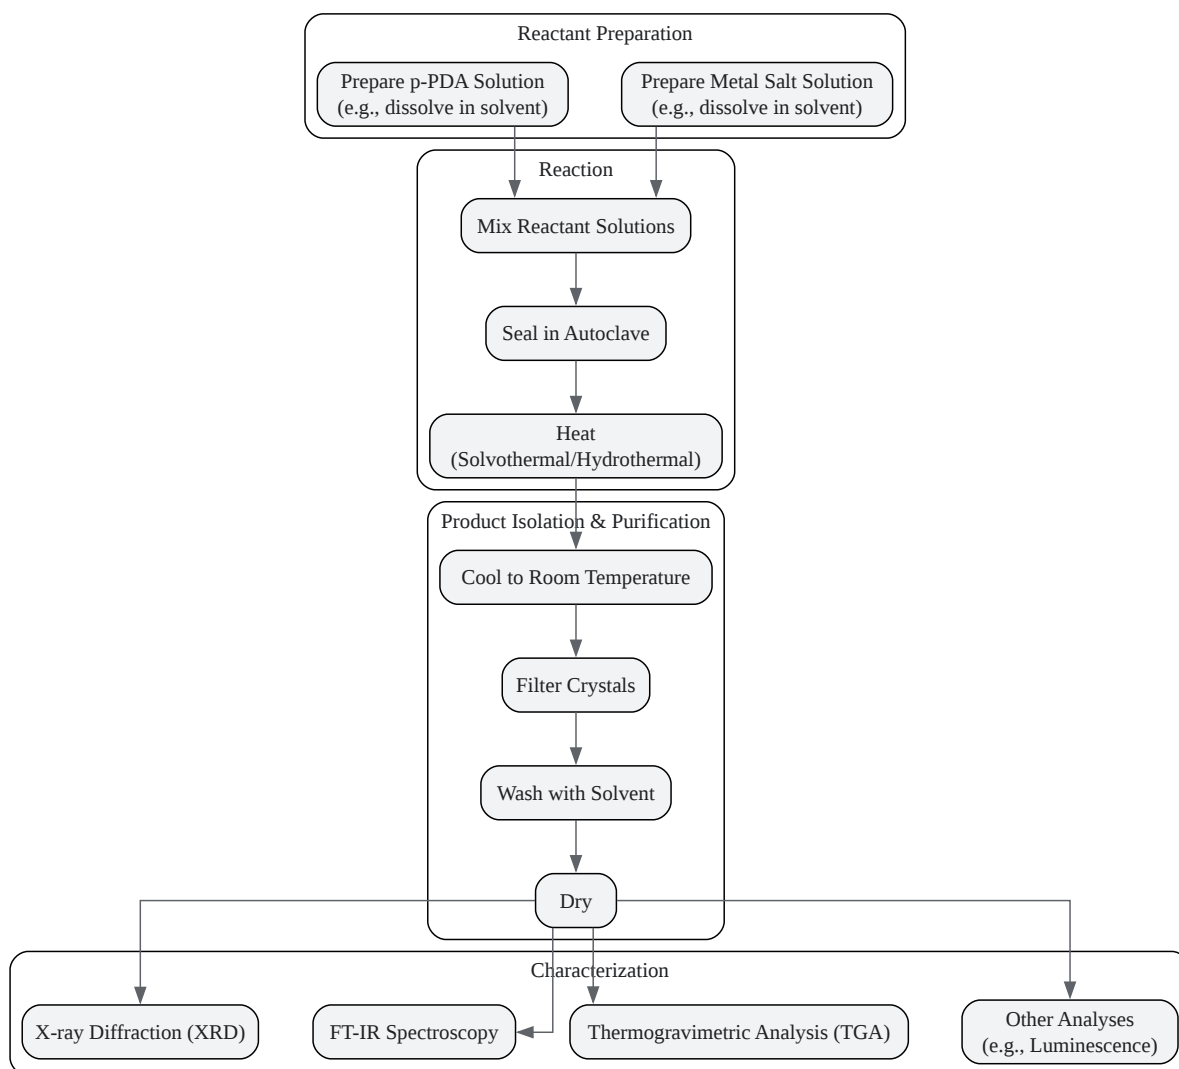 Reactant Preparation
Prepare p-PDA Solution
(e.g., dissolve in solvent)
Prepare Metal Salt Solution
(e.g., dissolve in solvent)
Reaction
Mix Reactant Solutions
Seal in Autoclave
Heat
(Solvothermal/Hydrothermal)
Product Isolation & Purification
Cool to Room Temperature
Filter Crystals
Wash with Solvent
Dry
Characterization
X-ray Diffraction (XRD)
FT-IR Spectroscopy
Thermogravimetric Analysis (TGA)
Other Analyses
(e.g., Luminescence)